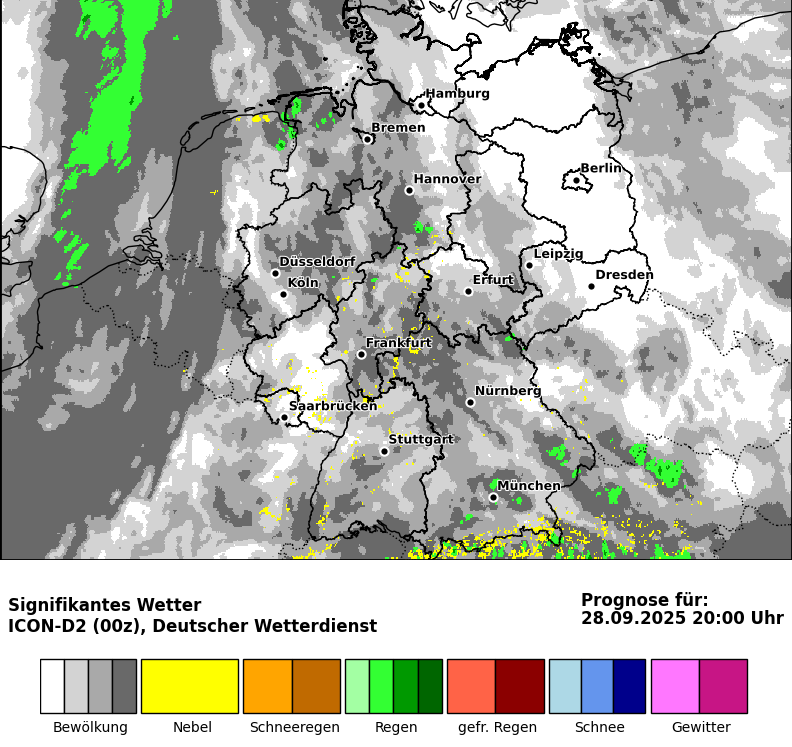 Hamburg
Bremen
Berlin
Hannover
Düsseldorf
Leipzig
Dresden
Köln
Erfurt
Frankfurt
Nürnberg
Saarbrücken
Stuttgart
München
Signifikantes Wetter
ICON-D2 (00z), Deutscher Wetterdienst
Prognose für:
28.09.2025 20:00 Uhr
Bewölkung Nebel Schneeregen Regen gefr. Regen Schnee Gewitter